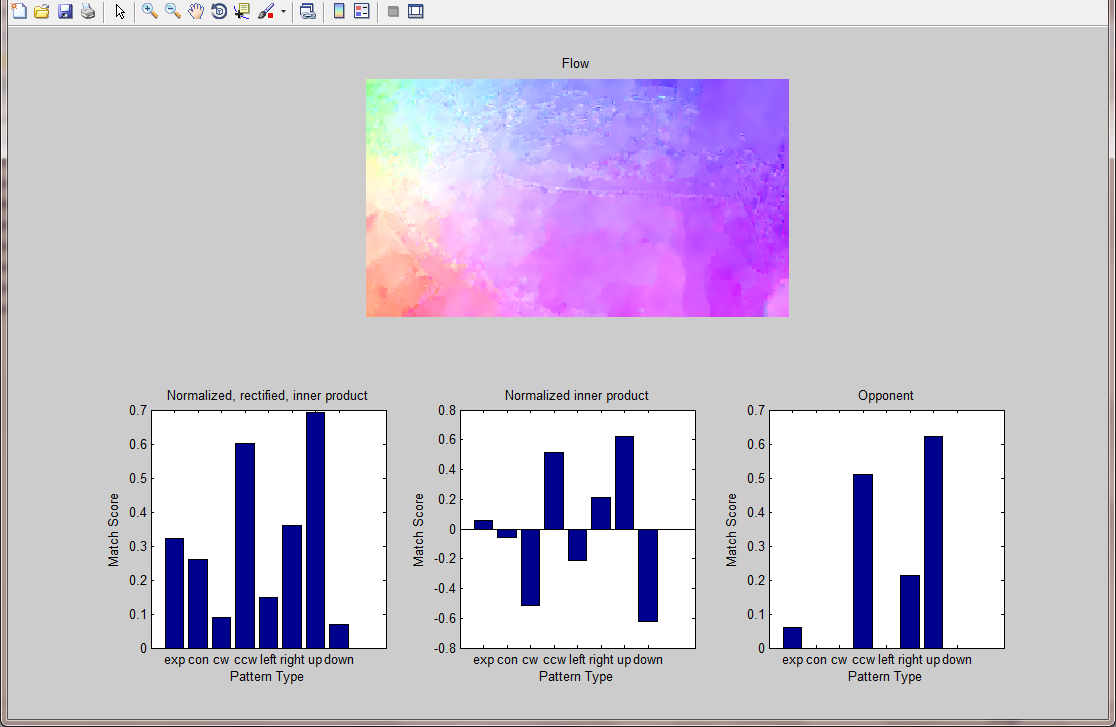 Flow
Normalized, rectified, inner product
0.7
0.6
0.5
0.4
0.3
0.2
0.1
0
Match Score
exp con cw ccw left right up down
Pattern Type
Normalized inner product
0.8
0.6
0.4
0.2
0
-0.2
-0.4
-0.6
-0.8
Match Score
exp con cw ccw left right up down
Pattern Type
Opponent
0.7
0.6
0.5
0.4
0.3
0.2
0.1
0
Match Score
exp con cw ccw left right up down
Pattern Type